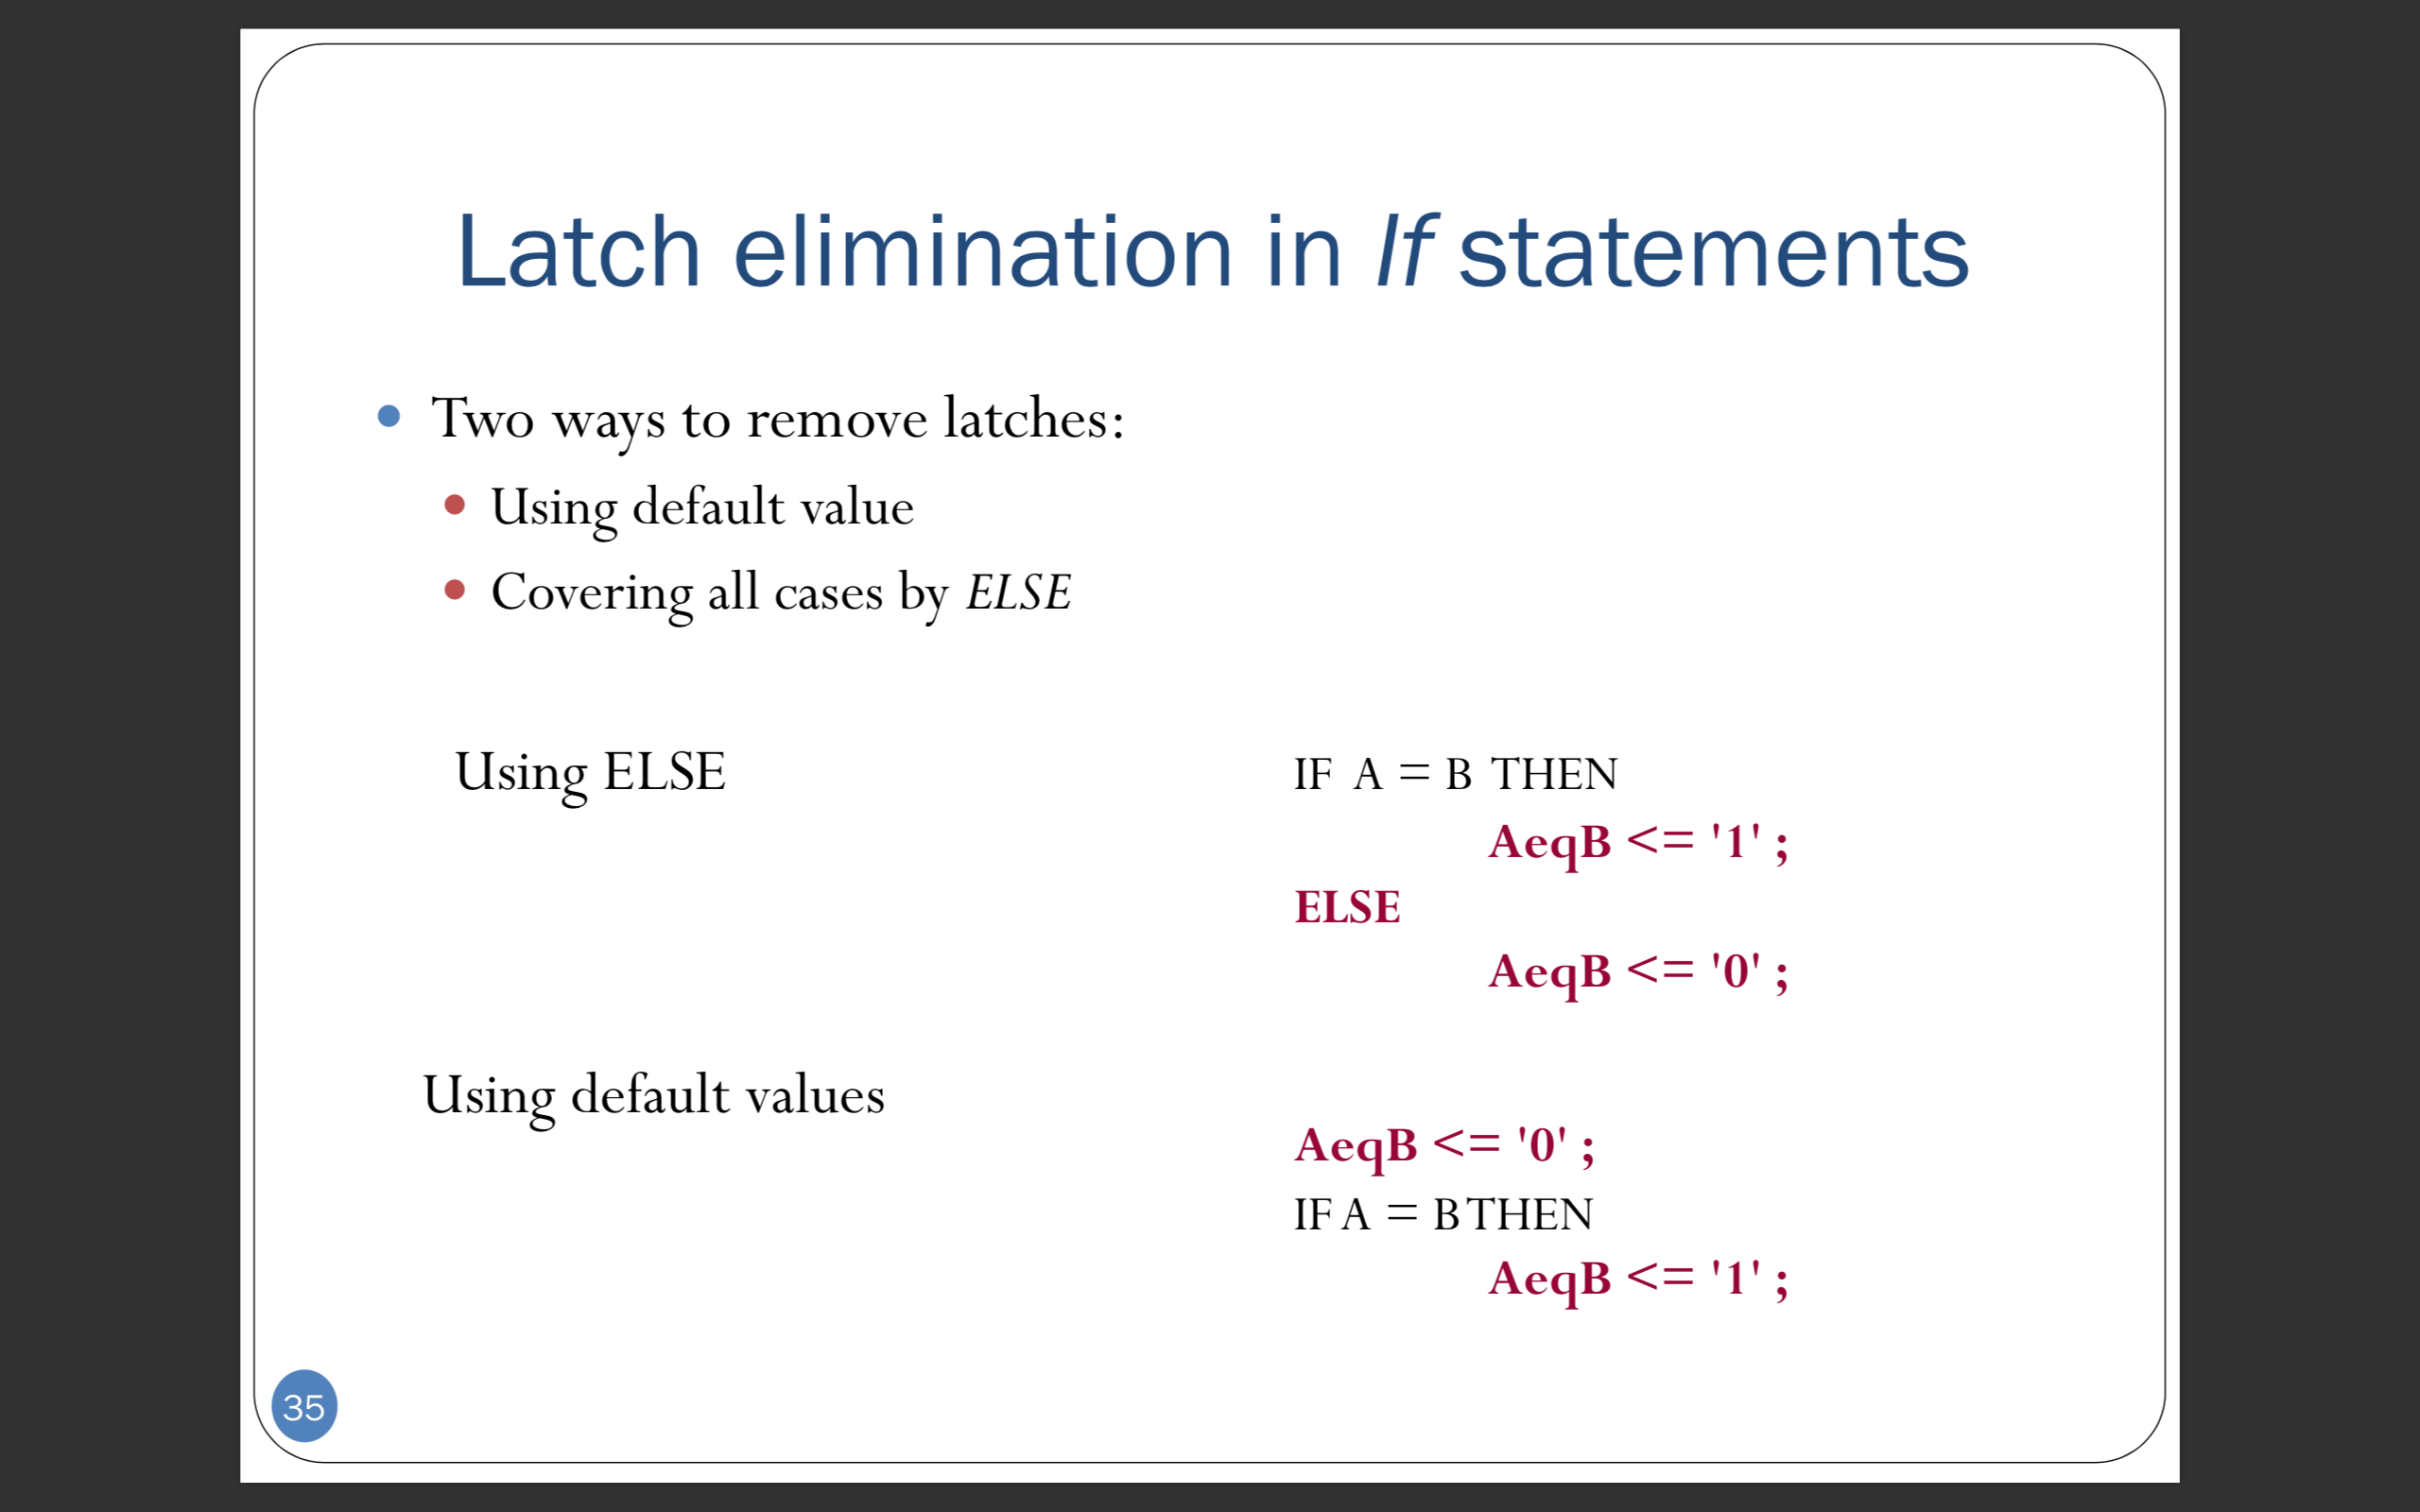 Latch elimination in If statements
Two ways to remove latches:
Using default value
Covering all cases by ELSE
Using ELSE
IF A = B THEN
AeqB <= '1' ;
ELSE
AeqB <= '0' ;
Using default values
AeqB <= '0' ;
IF A = B THEN
AeqB <= '1' ;
35